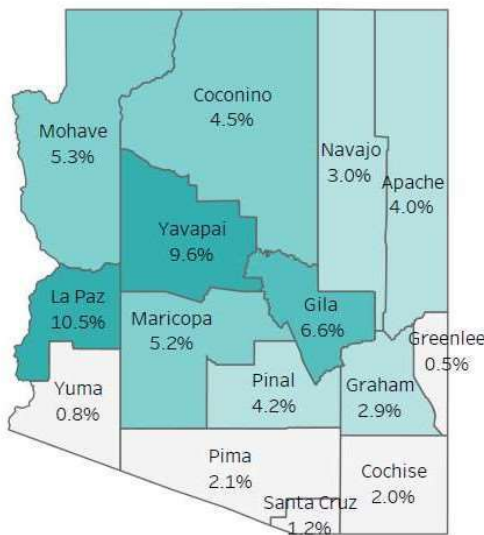 Coconino
4.5%
Mohave
5.3%
Navajo
3.0%
Apache
4.0%
Yavapai
9.6%
La Paz
10.5%
Gila
6.6%
Maricopa
5.2%
Greenlee
0.5%
Yuma
0.8%
Pinal
4.2%
Graham
2.9%
Pima
2.1%
Cochise
2.0%
Santa Cruz
1.2%